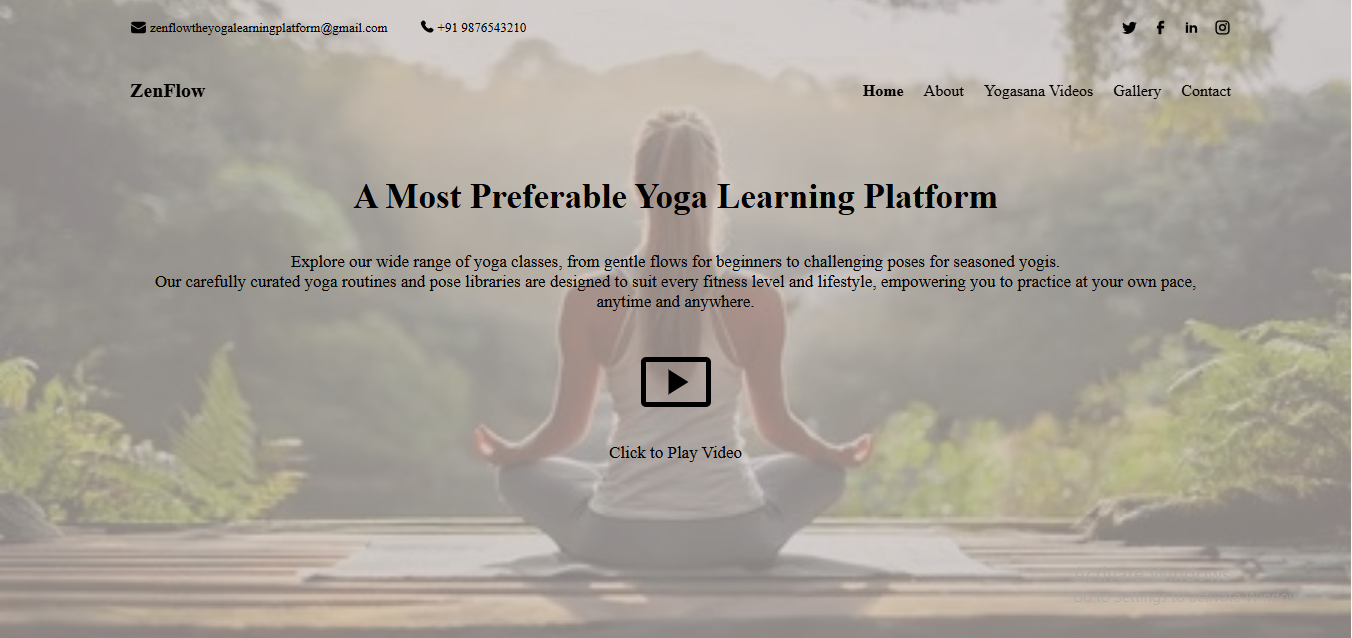 zenflowtheyogalearningplatform@gmail.com +91 9876543210
ZenFlow Home About Yogasana Videos Gallery Contact
A Most Preferable Yoga Learning Platform
Explore our wide range of yoga classes, from gentle flows for beginners to challenging poses for seasoned yogis.
Our carefully curated yoga routines and pose libraries are designed to suit every fitness level and lifestyle, empowering you to practice at your own pace,
anytime and anywhere.
Click to Play Video
Activate Windows
Go to Settings to activate Windows.